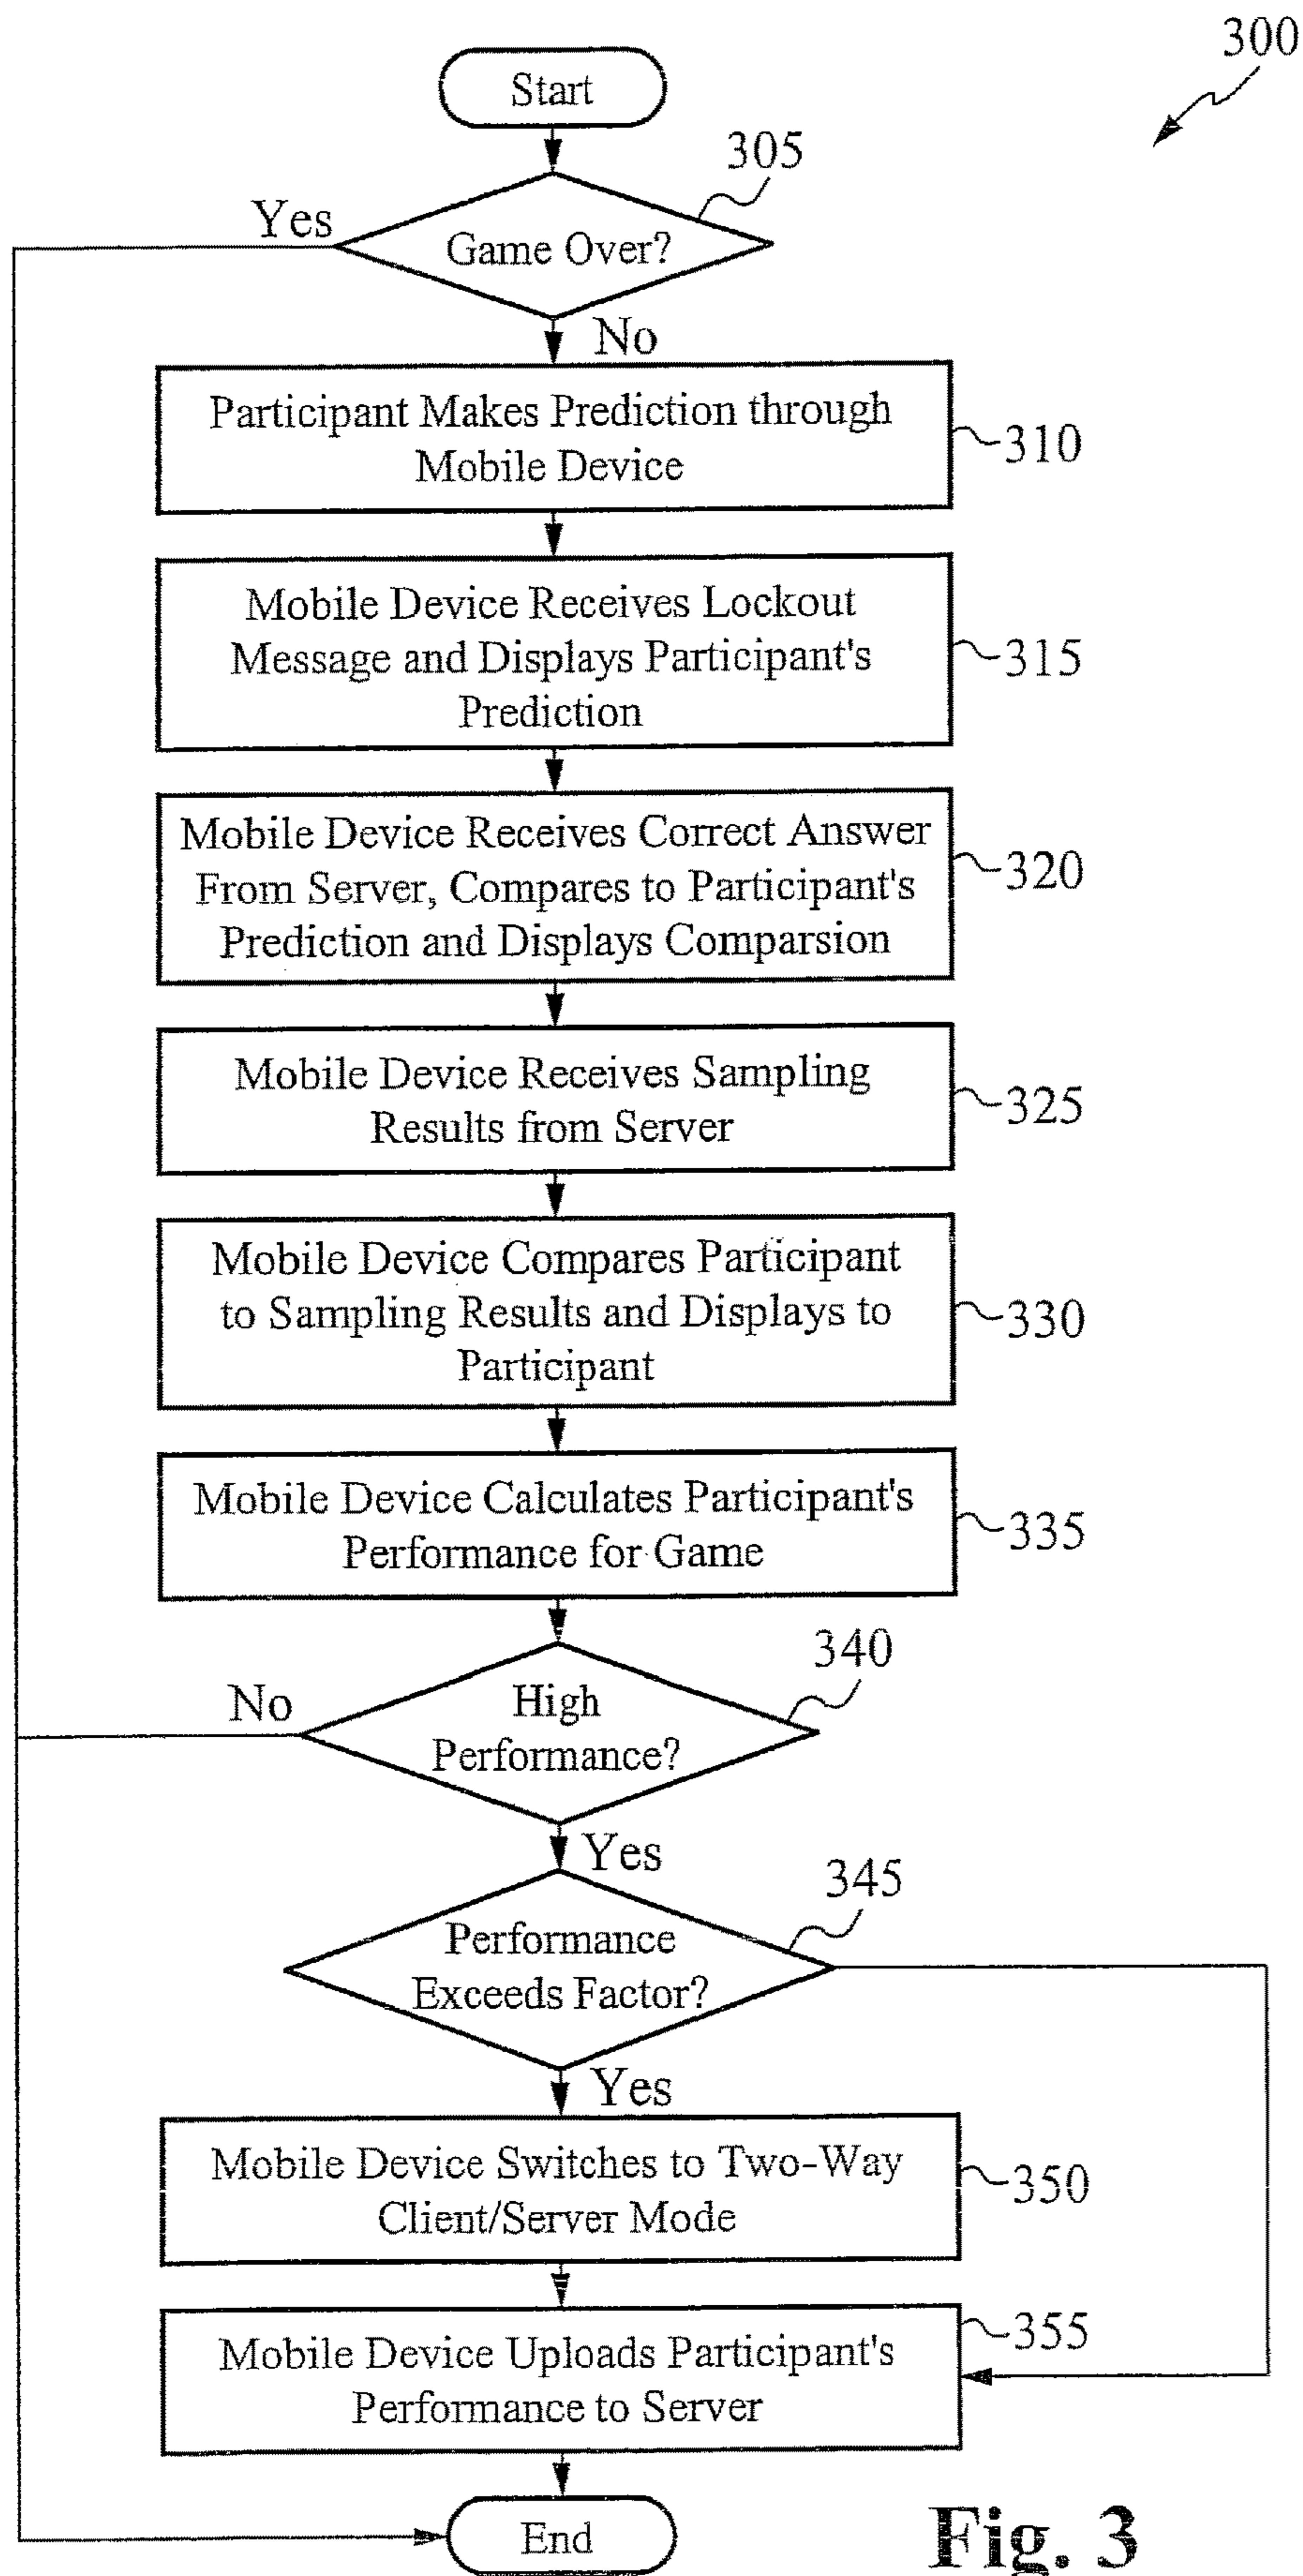 300
Start
305
Yes
Game Over?
No
Participant Makes Prediction through
Mobile Device
310
Mobile Device Receives Lockout
Message and Displays Participant's
Prediction
315
Mobile Device Receives Correct Answer
From Server, Compares to Participant's
Prediction and Displays Comparsion
320
Mobile Device Receives Sampling
Results from Server
325
Mobile Device Compares Participant
to Sampling Results and Displays to
Participant
330
Mobile Device Calculates Participant's
Performance for Game
335
340
No
High
Performance?
Yes
345
Performance
Exceeds Factor?
Yes
Mobile Device Switches to Two-Way
Client/Server Mode
350
Mobile Device Uploads Participant's
Performance to Server
355
End
Fig. 3